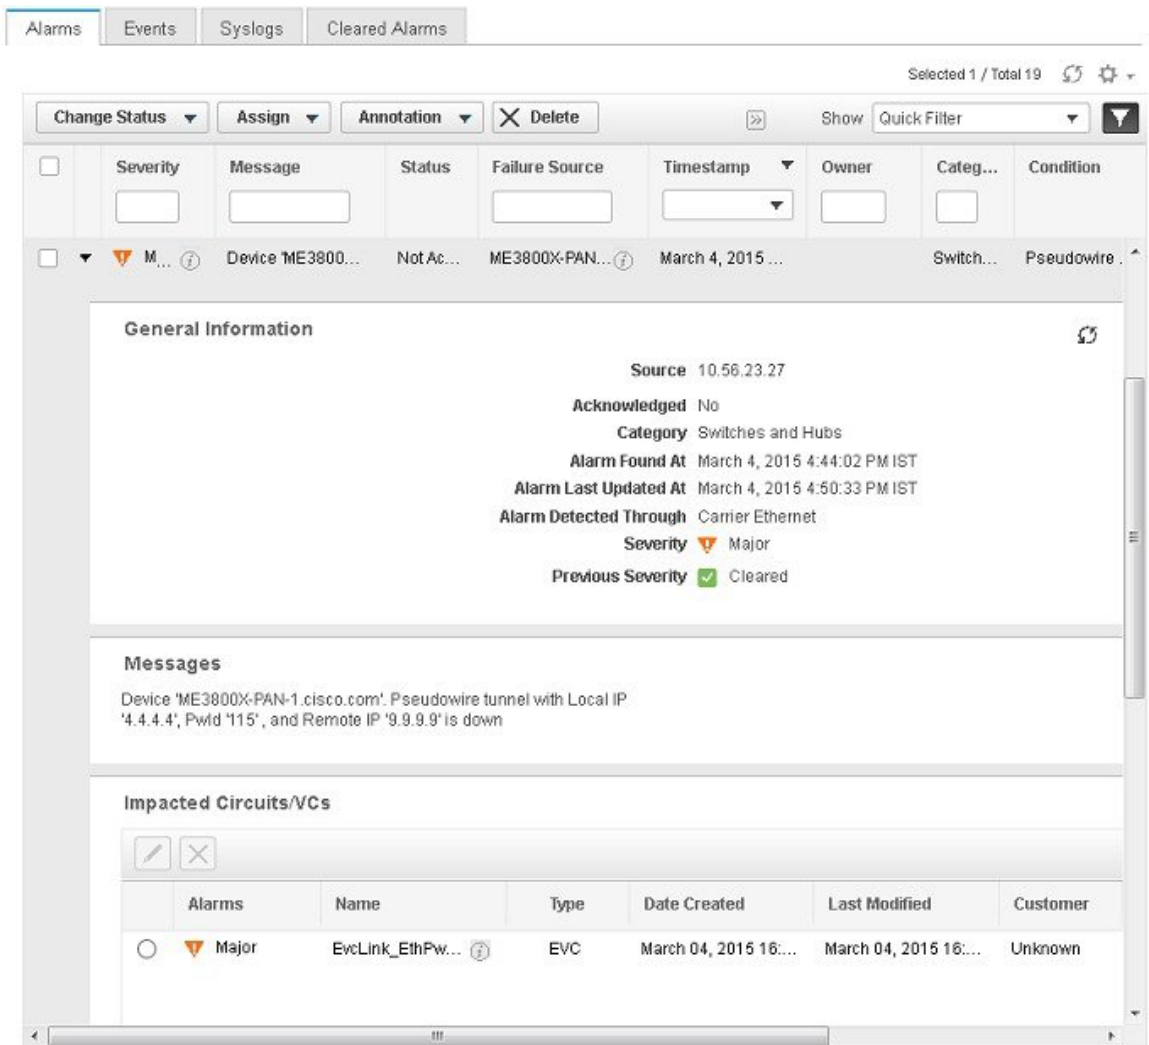 Alarms Events Syslogs Cleared Alarms
Selected 1 / Total 19
Change Status Assign Annotation Delete Show Quick Filter
Severity Message Status Failure Source Timestamp Owner Categ... Condition
M... Device 'ME3800... Not Ac... ME3800X-PAN... March 4, 2015 ... Switch... Pseudowire .
General Information
Source 10.56.23.27
Acknowledged No
Category Switches and Hubs
Alarm Found At March 4, 2015 4:44:02 PM IST
Alarm Last Updated At March 4, 2015 4:50:33 PM IST
Alarm Detected Through Carrier Ethernet
Severity Major
Previous Severity Cleared
Messages
Device 'ME3800X-PAN-1.cisco.com'. Pseudowire tunnel with Local IP
'4.4.4.4', PwId '115' , and Remote IP '9.9.9.9' is down
Impacted Circuits/VCs
Alarms Name Type Date Created Last Modified Customer
Major EvcLink_EthPw... EVC March 04, 2015 16:... March 04, 2015 16:... Unknown